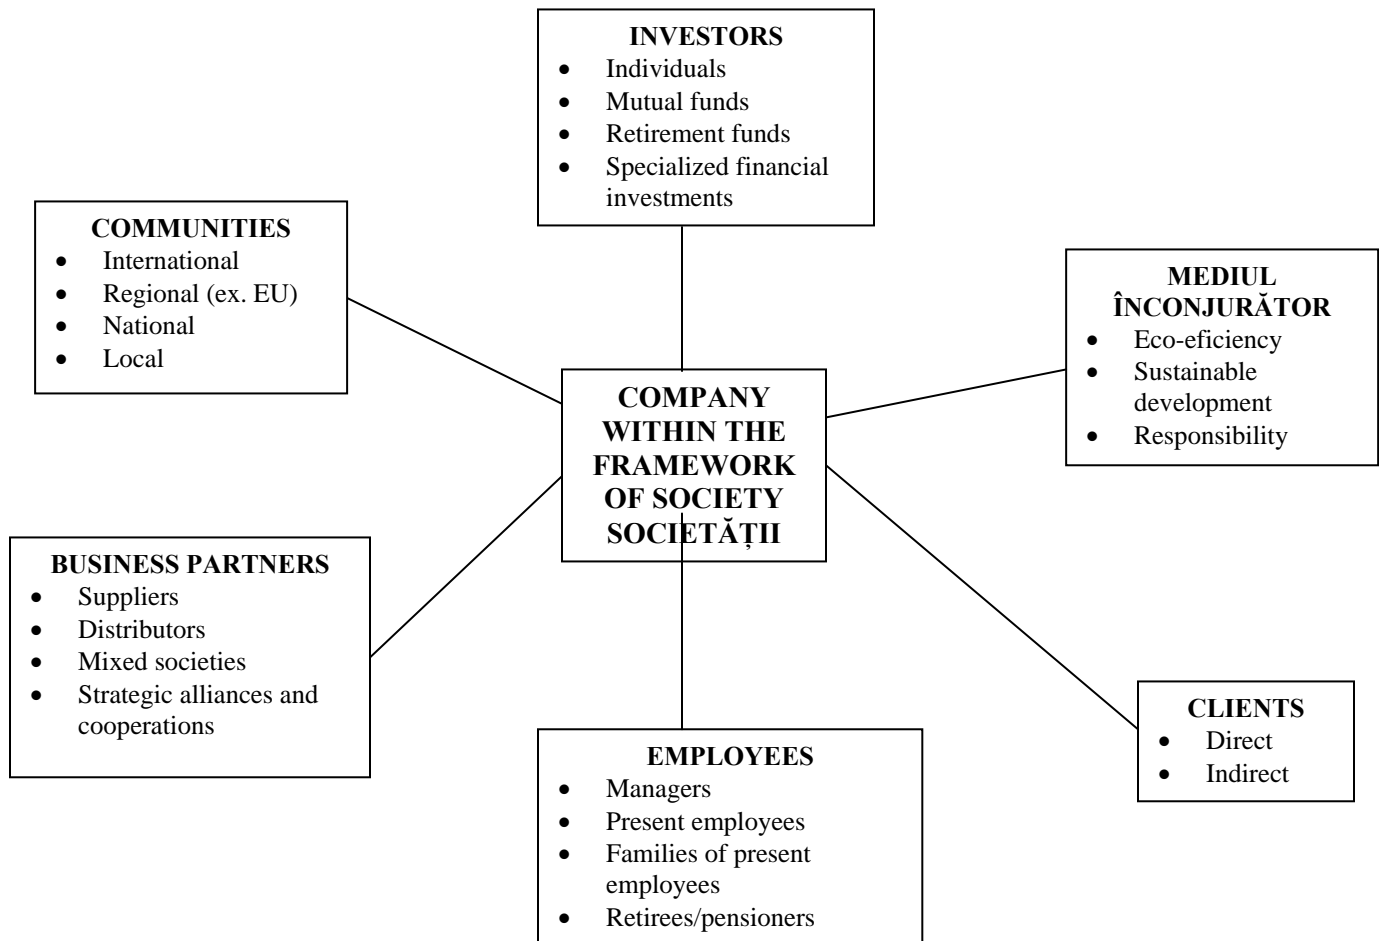 INVESTORS
• Individuals
• Mutual funds
• Retirement funds
• Specialized financial
investments
COMMUNITIES
• International
• Regional (ex. EU)
• National
• Local
MEDIUL
ÎNCONJURĂTOR
• Eco-eficiency
• Sustainable
development
• Responsibility
COMPANY
WITHIN THE
FRAMEWORK
OF SOCIETY
SOCIETĂȚII
BUSINESS PARTNERS
• Suppliers
• Distributors
• Mixed societies
• Strategic alliances and
cooperations
CLIENTS
• Direct
• Indirect
EMPLOYEES
• Managers
• Present employees
• Families of present
employees
• Retirees/pensioners